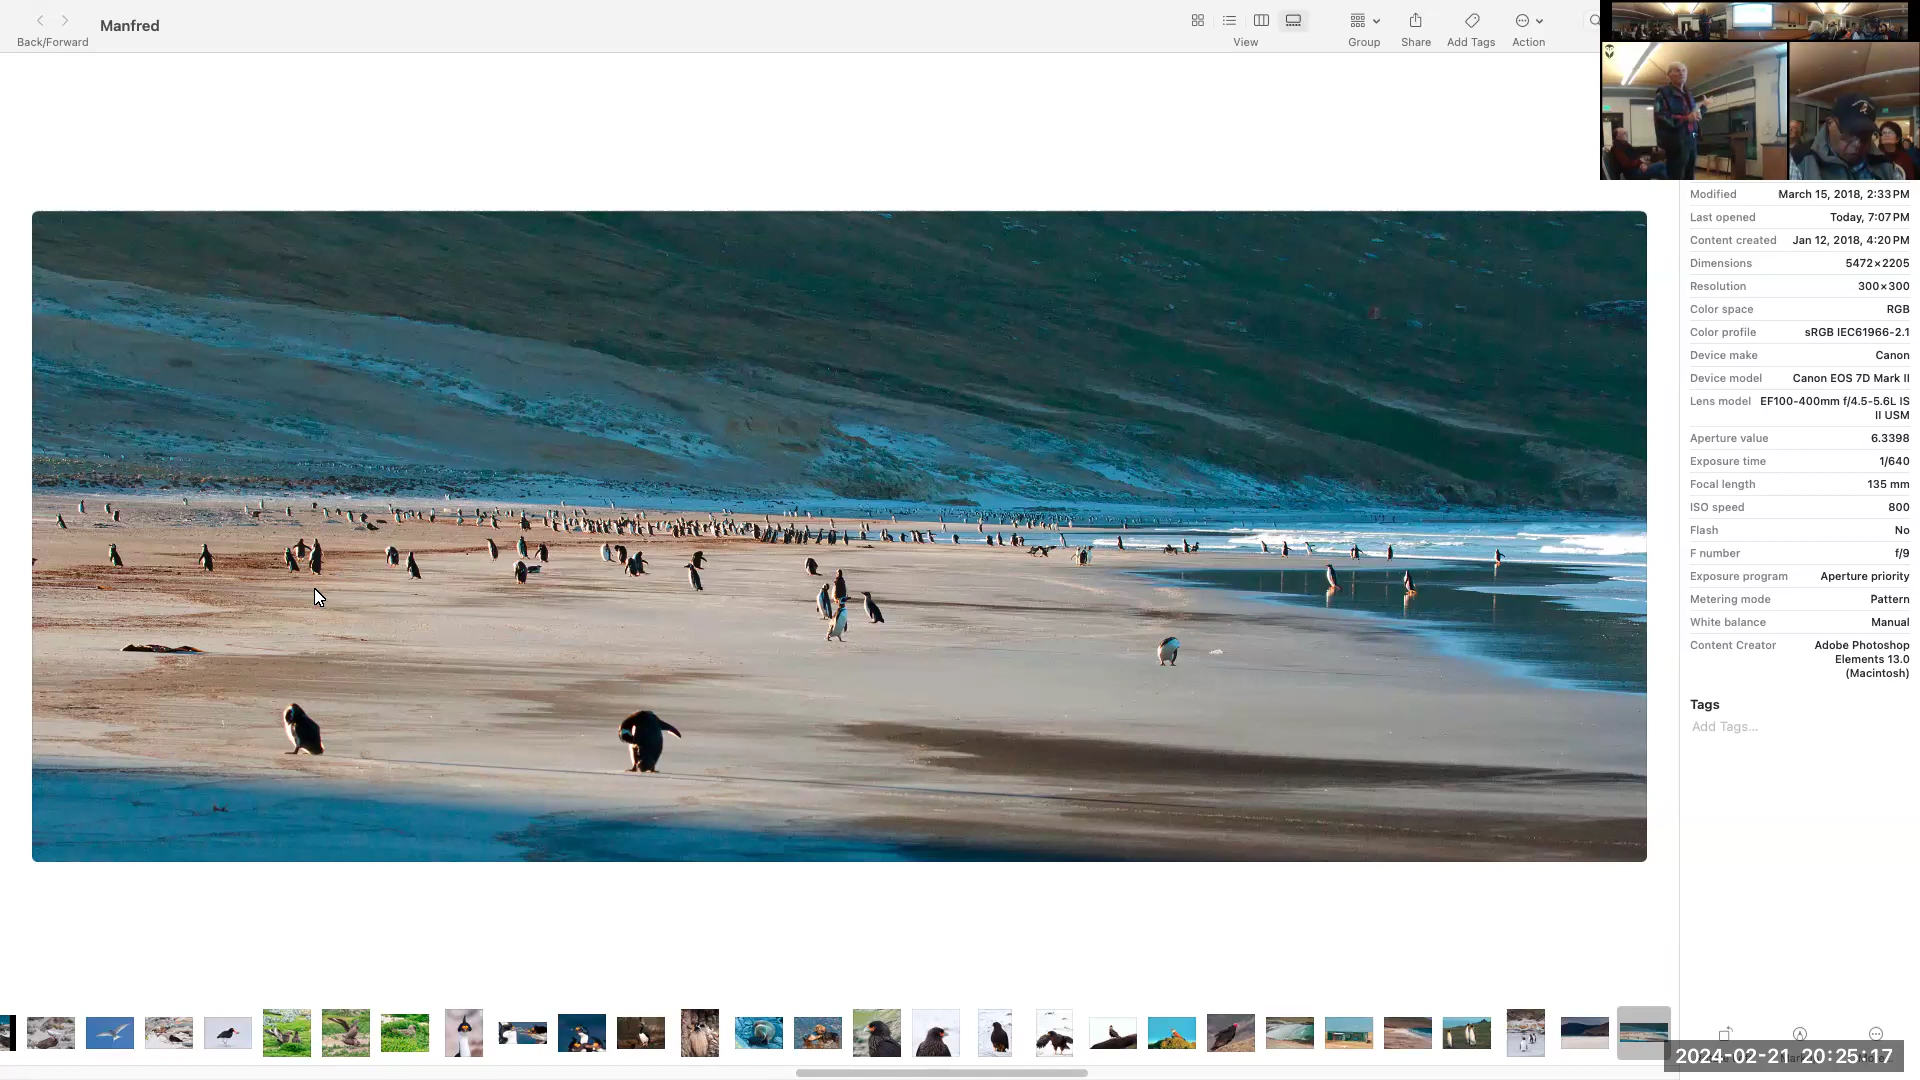 Manfred
Back/Forward
View
Group
Share
Add Tags
Action
Modified March 15, 2018, 2:33 PM
Last opened Today, 7:07 PM
Content created Jan 12, 2018, 4:20 PM
Dimensions 5472×2205
Resolution 300×300
Color space RGB
Color profile sRGB IEC61966-2.1
Device make Canon
Device model Canon EOS 7D Mark II
Lens model EF100-400mm f/4.5-5.6L IS
II USM
Aperture value 6.3398
Exposure time 1/640
Focal length 135 mm
ISO speed 800
Flash No
F number f/9
Exposure program Aperture priority
Metering mode Pattern
White balance Manual
Content Creator Adobe Photoshop
Elements 13.0
(Macintosh)
Tags
Add Tags...
2024-02-21 20:25:17